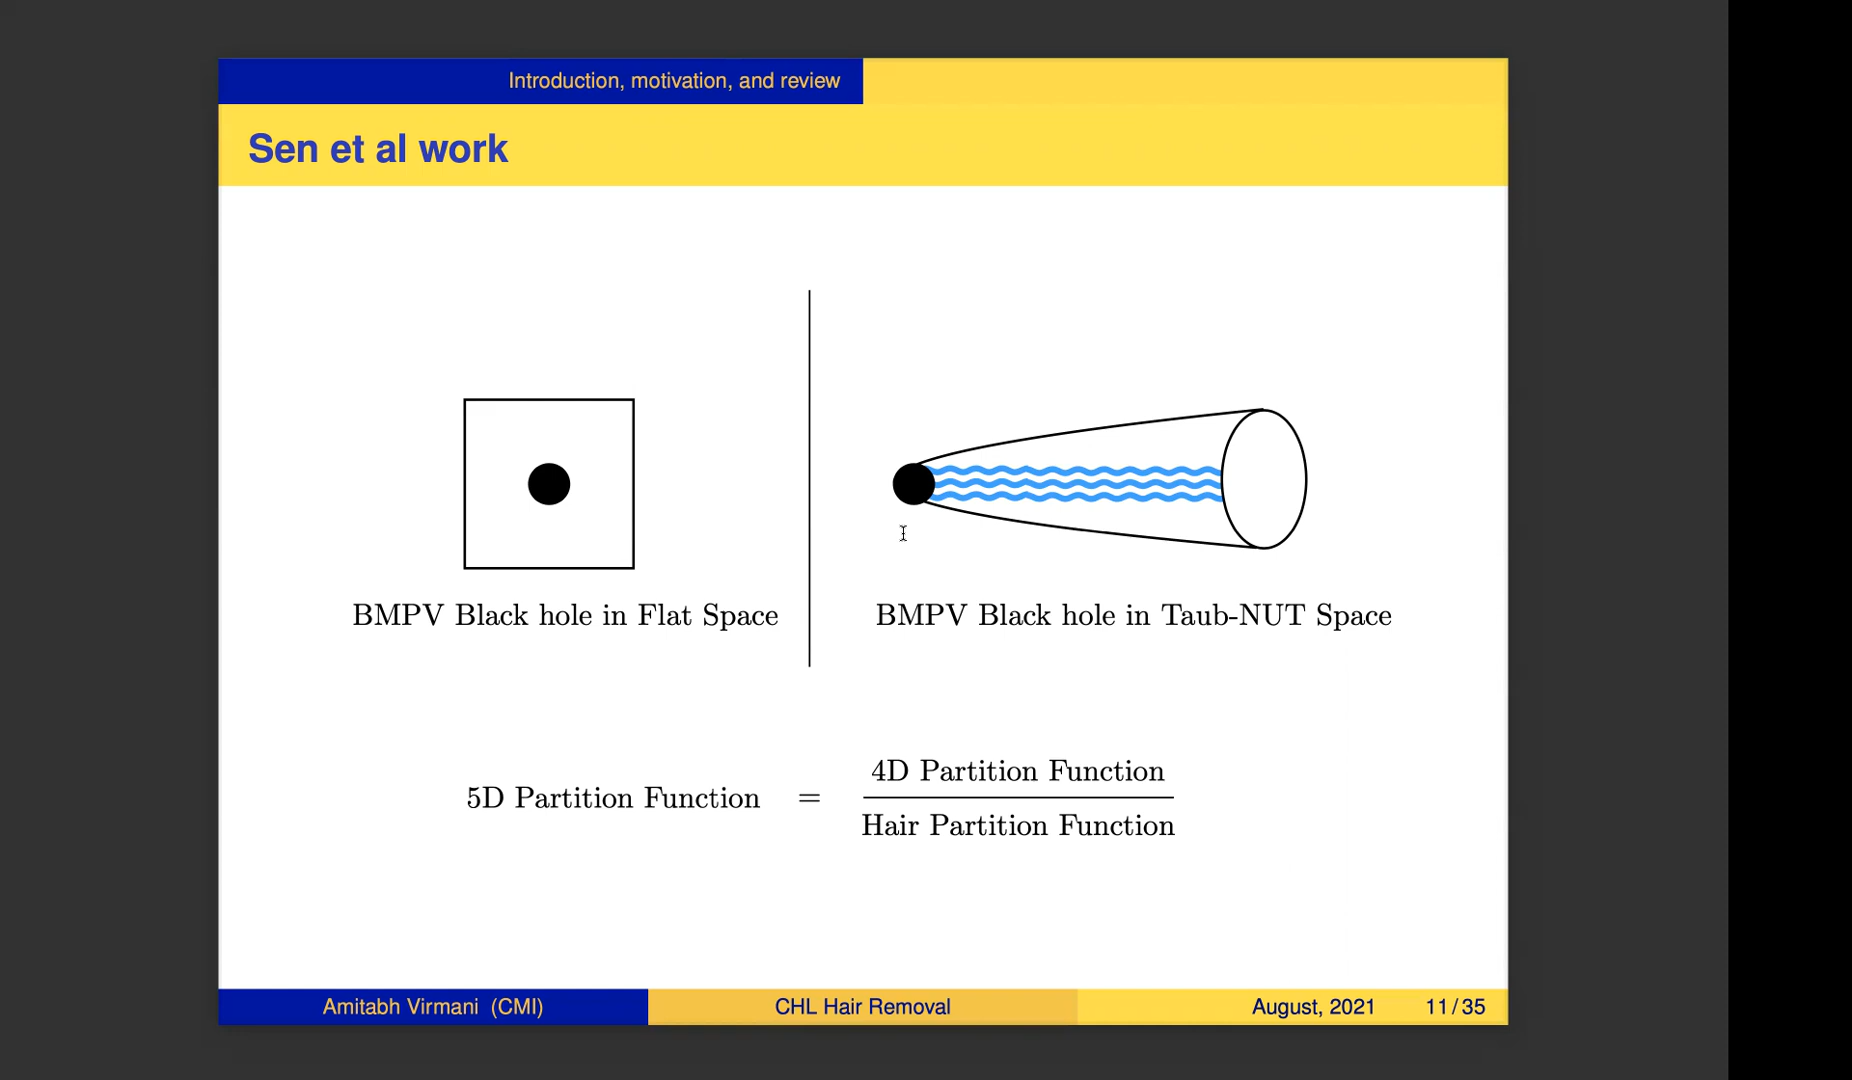 Introduction, motivation, and review
Sen et al work
BMPV Black hole in Flat Space
BMPV Black hole in Taub-NUT Space
5D Partition Function = 4D Partition Function
Hair Partition Function
Amitabh Virmani (CMI)
CHL Hair Removal
August, 2021 11/35